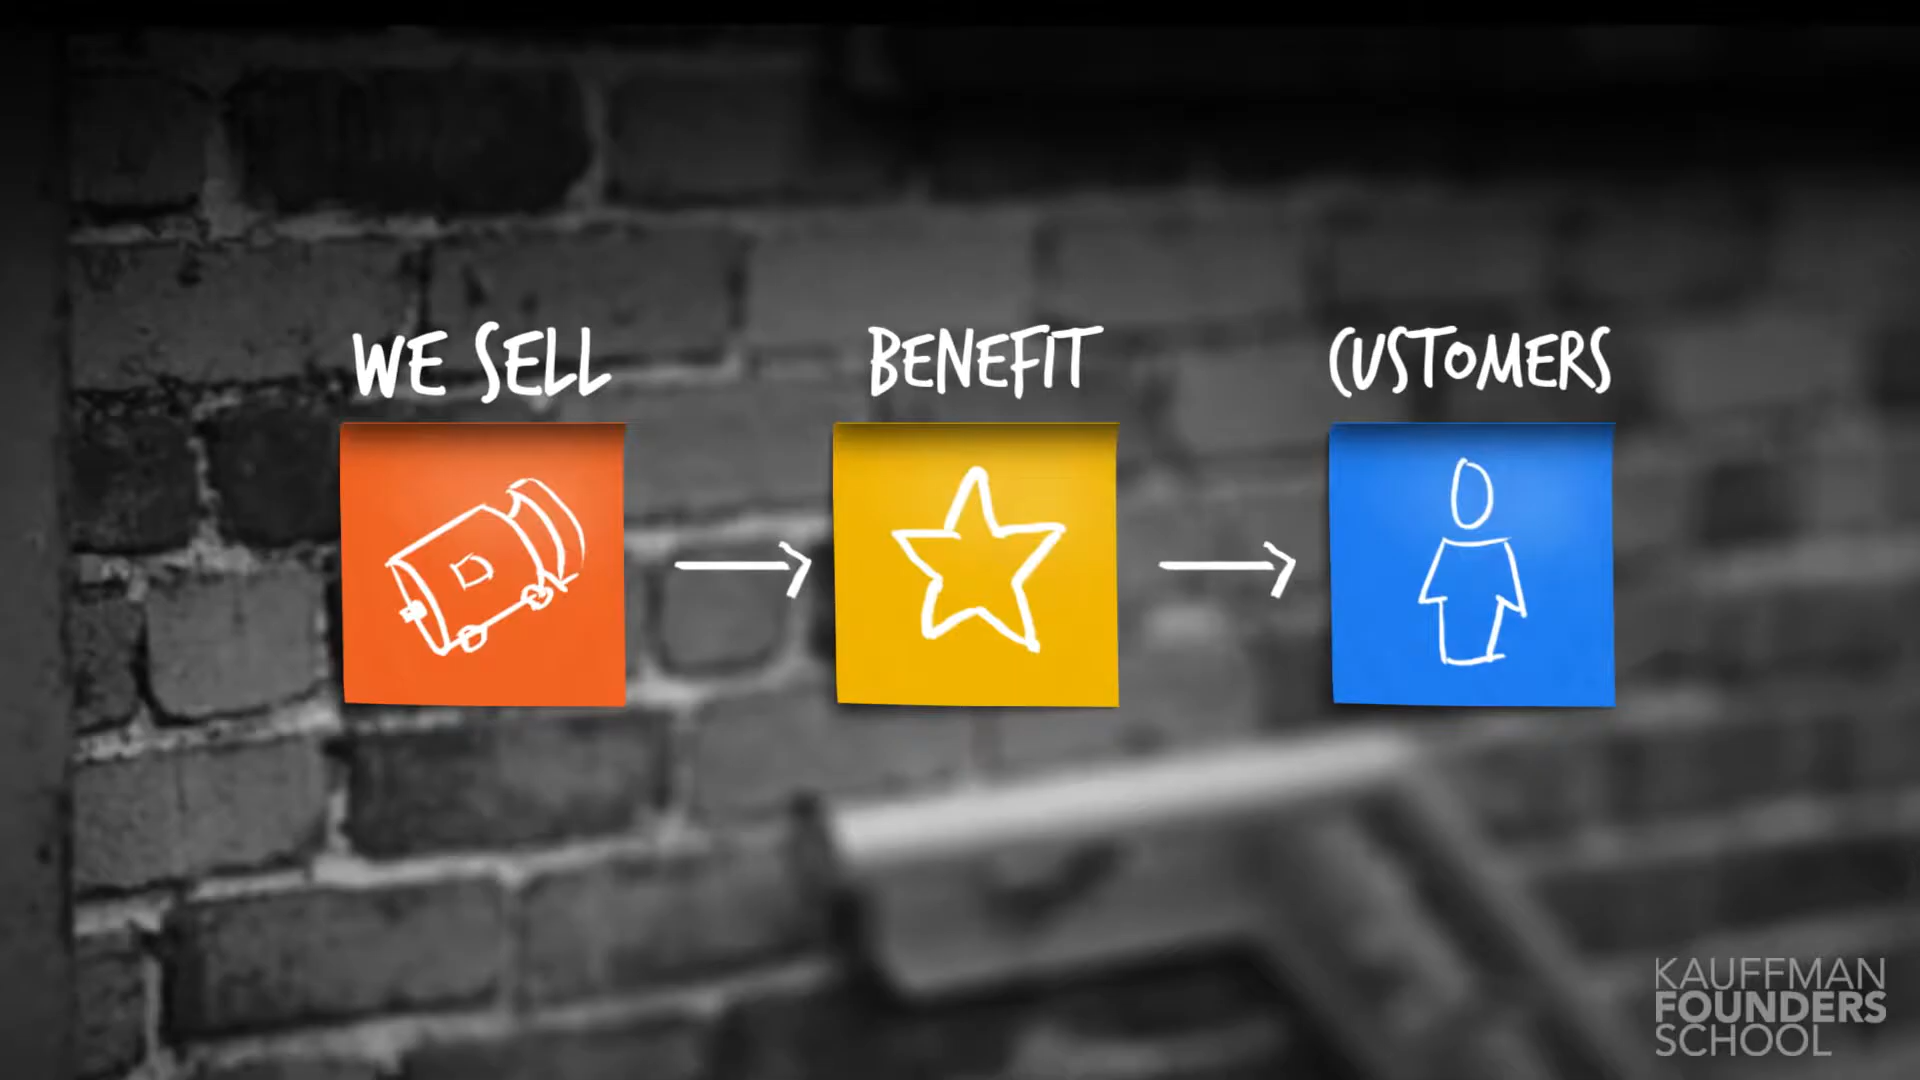 WE SELL
BENEFIT
CUSTOMERS
KAUFFMAN
FOUNDERS
SCHOOL